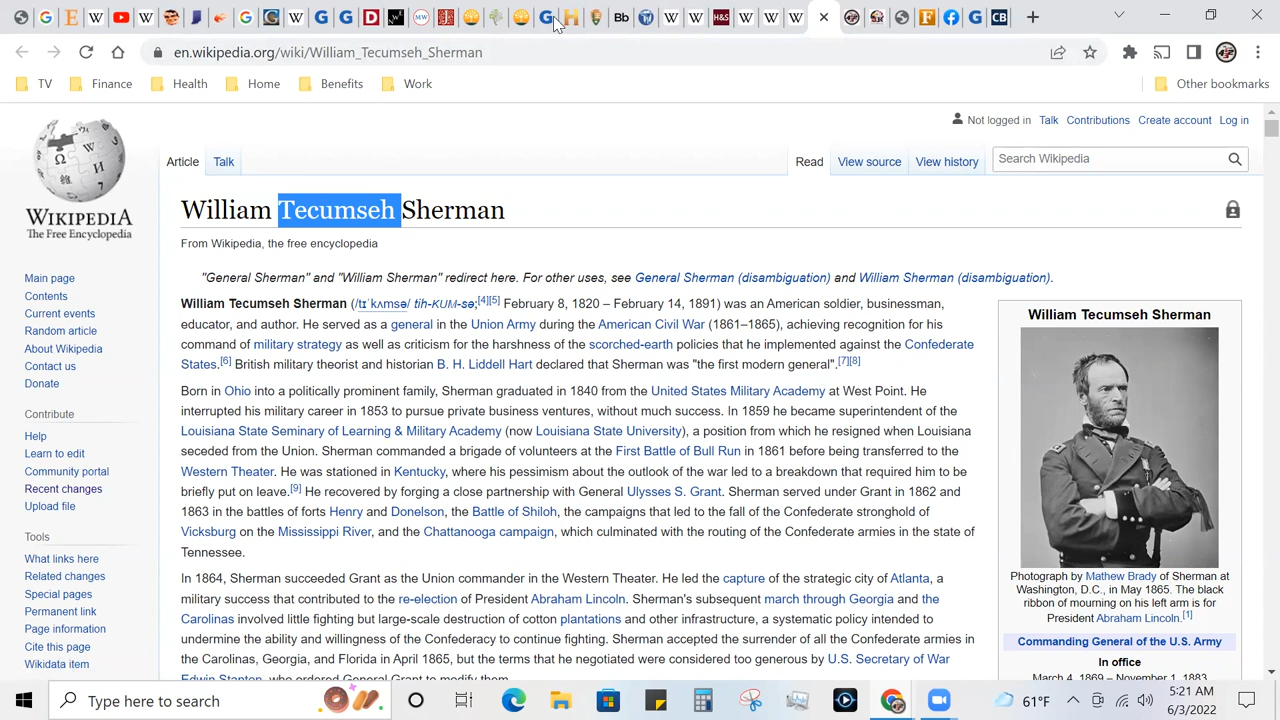 en.wikipedia.org/wiki/William_Tecumseh_Sherman
TV Finance Health Home Benefits Work Other bookmarks
Not logged in Talk Contributions Create account Log in
Article Talk Read View source View history Search Wikipedia
WIKIPEDIA
The Free Encyclopedia
William Tecumseh Sherman
From Wikipedia, the free encyclopedia
"General Sherman" and "William Sherman" redirect here. For other uses, see General Sherman (disambiguation) and William Sherman (disambiguation).
William Tecumseh Sherman (/tɪˈkʌmsə/ tih-KUM-sə;[4][5] February 8, 1820 – February 14, 1891) was an American soldier, businessman,
educator, and author. He served as a general in the Union Army during the American Civil War (1861–1865), achieving recognition for his
command of military strategy as well as criticism for the harshness of the scorched-earth policies that he implemented against the Confederate
States.[6] British military theorist and historian B. H. Liddell Hart declared that Sherman was "the first modern general".[7][8]
Born in Ohio into a politically prominent family, Sherman graduated in 1840 from the United States Military Academy at West Point. He
interrupted his military career in 1853 to pursue private business ventures, without much success. In 1859 he became superintendent of the
Louisiana State Seminary of Learning & Military Academy (now Louisiana State University), a position from which he resigned when Louisiana
seceded from the Union. Sherman commanded a brigade of volunteers at the First Battle of Bull Run in 1861 before being transferred to the
Western Theater. He was stationed in Kentucky, where his pessimism about the outlook of the war led to a breakdown that required him to be
briefly put on leave.[9] He recovered by forging a close partnership with General Ulysses S. Grant. Sherman served under Grant in 1862 and
1863 in the battles of forts Henry and Donelson, the Battle of Shiloh, the campaigns that led to the fall of the Confederate stronghold of
Vicksburg on the Mississippi River, and the Chattanooga campaign, which culminated with the routing of the Confederate armies in the state of
Tennessee.
In 1864, Sherman succeeded Grant as the Union commander in the Western Theater. He led the capture of the strategic city of Atlanta, a
military success that contributed to the re-election of President Abraham Lincoln. Sherman's subsequent march through Georgia and the
Carolinas involved little fighting but large-scale destruction of cotton plantations and other infrastructure, a systematic policy intended to
undermine the ability and willingness of the Confederacy to continue fighting. Sherman accepted the surrender of all the Confederate armies in
the Carolinas, Georgia, and Florida in April 1865, but the terms that he negotiated were considered too generous by U.S. Secretary of War
Edwin Stanton, who ordered General Grant to modify them.
Main page
Contents
Current events
Random article
About Wikipedia
Contact us
Donate
Contribute
Help
Learn to edit
Community portal
Recent changes
Upload file
Tools
What links here
Related changes
Special pages
Permanent link
Page information
Cite this page
Wikidata item
William Tecumseh Sherman
Photograph by Mathew Brady of Sherman at
Washington, D.C., in May 1865. The black
ribbon of mourning on his left arm is for
President Abraham Lincoln.[1]
Commanding General of the U.S. Army
In office
March 4, 1869 – November 1, 1883
Type here to search
61°F
5:21 AM
6/3/2022